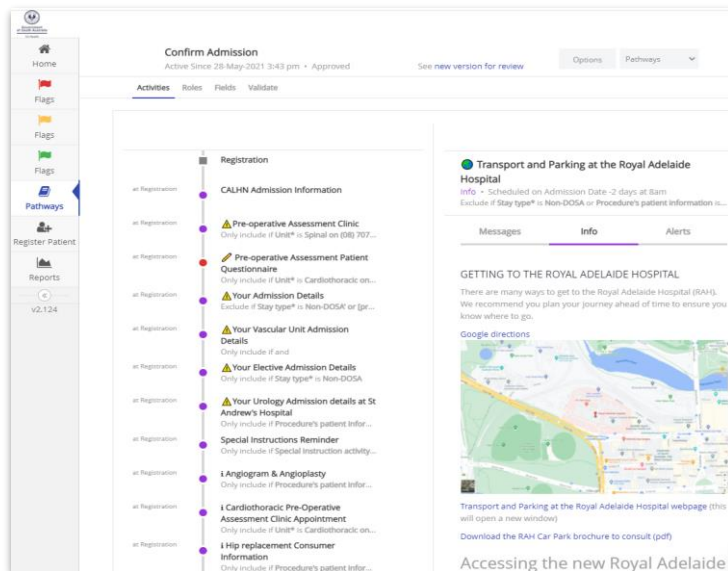 Government
of South Australia
Home
Flags
Flags
Flags
Pathways
Register Patient
Reports
v2.124
Confirm Admission
Active Since 28-May-2021 3:43 pm • Approved
See new version for review
Options
Pathways
Activities Roles Fields Validate
Registration
at Registration
CALHN Admission Information
at Registration
Pre-operative Assessment Clinic
Only include if Unit* is Spinal on (08) 707...
at Registration
Pre-operative Assessment Patient
Questionnaire
Only include if Unit* is Cardiothoracic on...
at Registration
Your Admission Details
Exclude if Stay type* is Non-DOSA' or [pr...
at Registration
Your Vascular Unit Admission
Details
Only include if and
at Registration
Your Elective Admission Details
Only include if Stay type* is Non-DOSA
at Registration
Your Urology Admission details at St
Andrew's Hospital
Only include if Procedure's patient infor...
at Registration
Special Instructions Reminder
Only include if Special instruction activity...
at Registration
i Angiogram & Angioplasty
Only include if Procedure's patient infor...
at Registration
i Cardiothoracic Pre-Operative
Assessment Clinic Appointment
Only include if Unit* is Cardiothoracic on...
at Registration
i Hip replacement Consumer
Information
Only include if Procedure's patient infor...
Transport and Parking at the Royal Adelaide
Hospital
Info • Scheduled on Admission Date -2 days at 8am
Exclude if Stay type* is Non-DOSA or Procedure's patient information is...
Messages Info Alerts
GETTING TO THE ROYAL ADELAIDE HOSPITAL
There are many ways to get to the Royal Adelaide Hospital (RAH).
We recommend you plan your journey ahead of time to ensure you
know where to go.
Google directions
Transport and Parking at the Royal Adelaide Hospital webpage (this
will open a new window)
Download the RAH Car Park brochure to consult (pdf)
Accessing the new Royal Adelaide